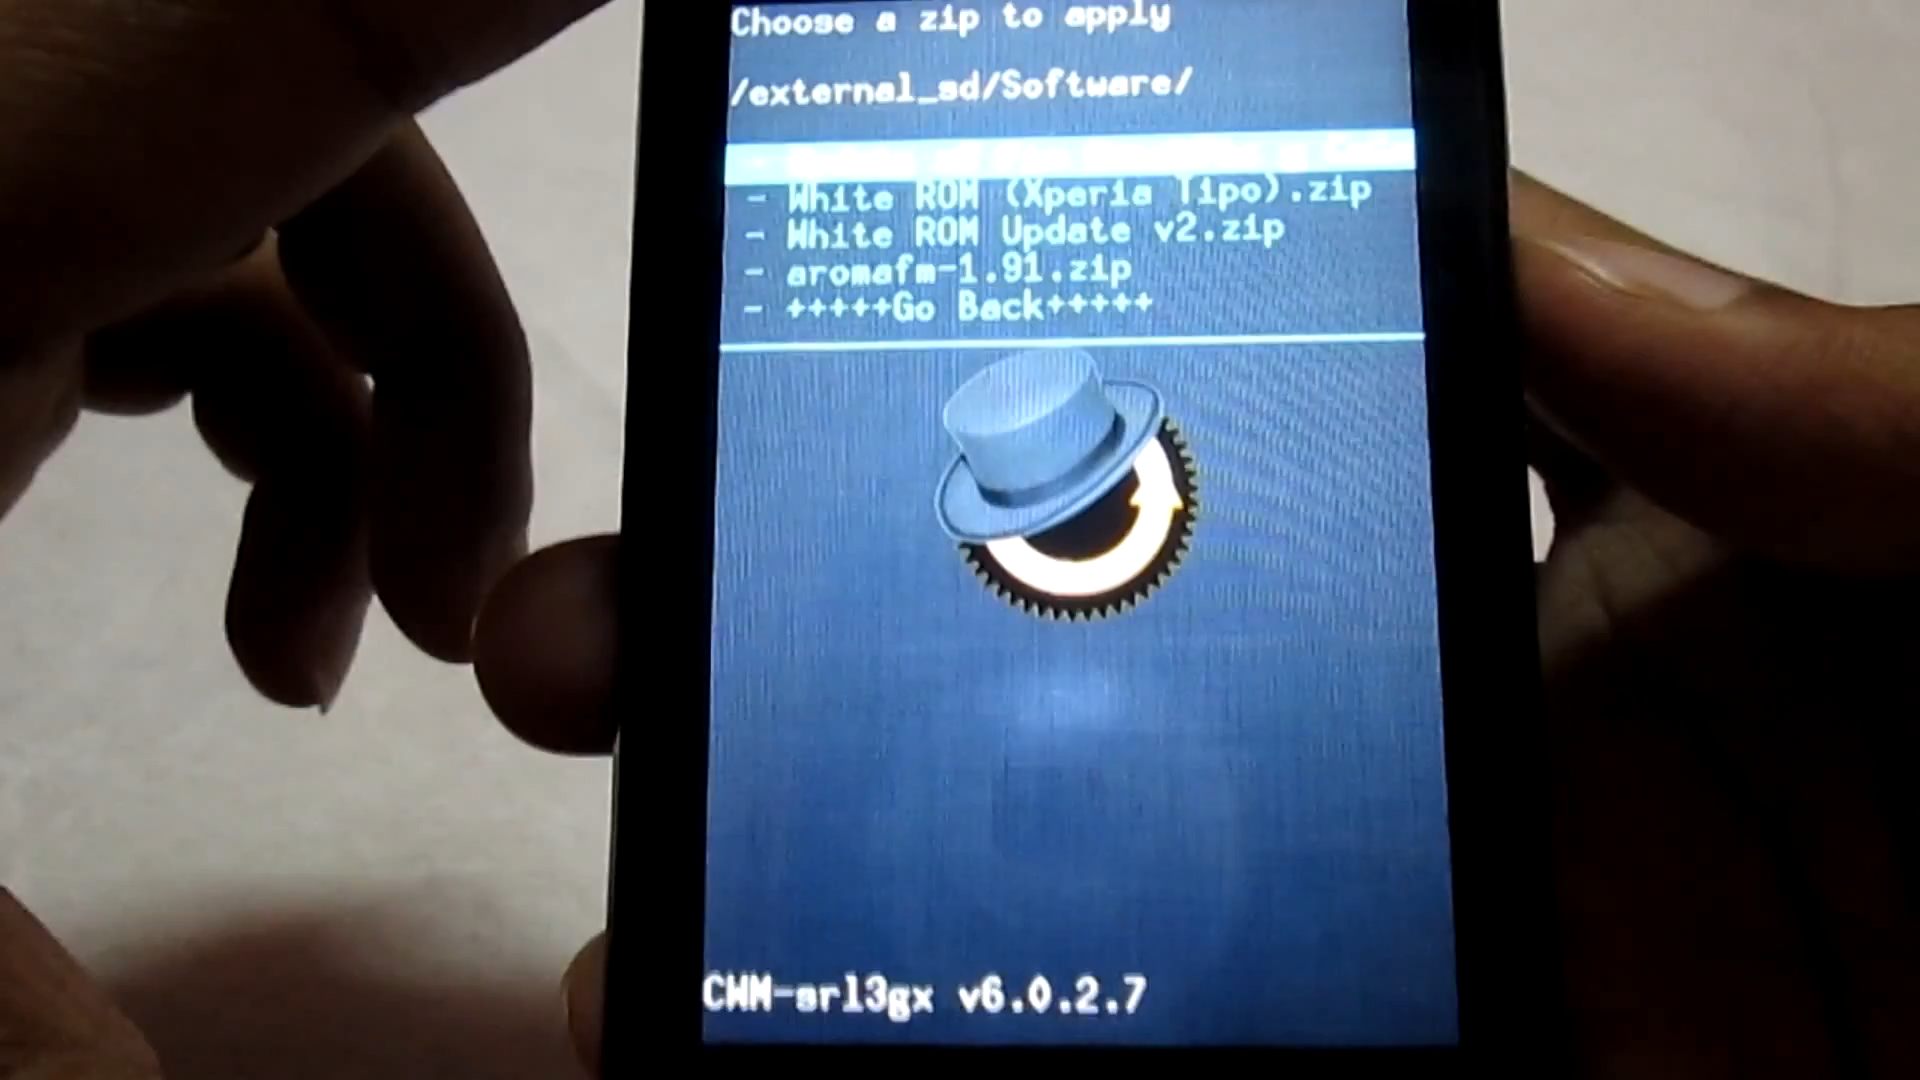 Choose a zip to apply
/external_sd/Software/
- White ROM (Xperia Tipo).zip
- White ROM Update v2.zip
- aromafm-1.91.zip
- +++++Go Back+++++
CWM-srl3gx v6.0.2.7